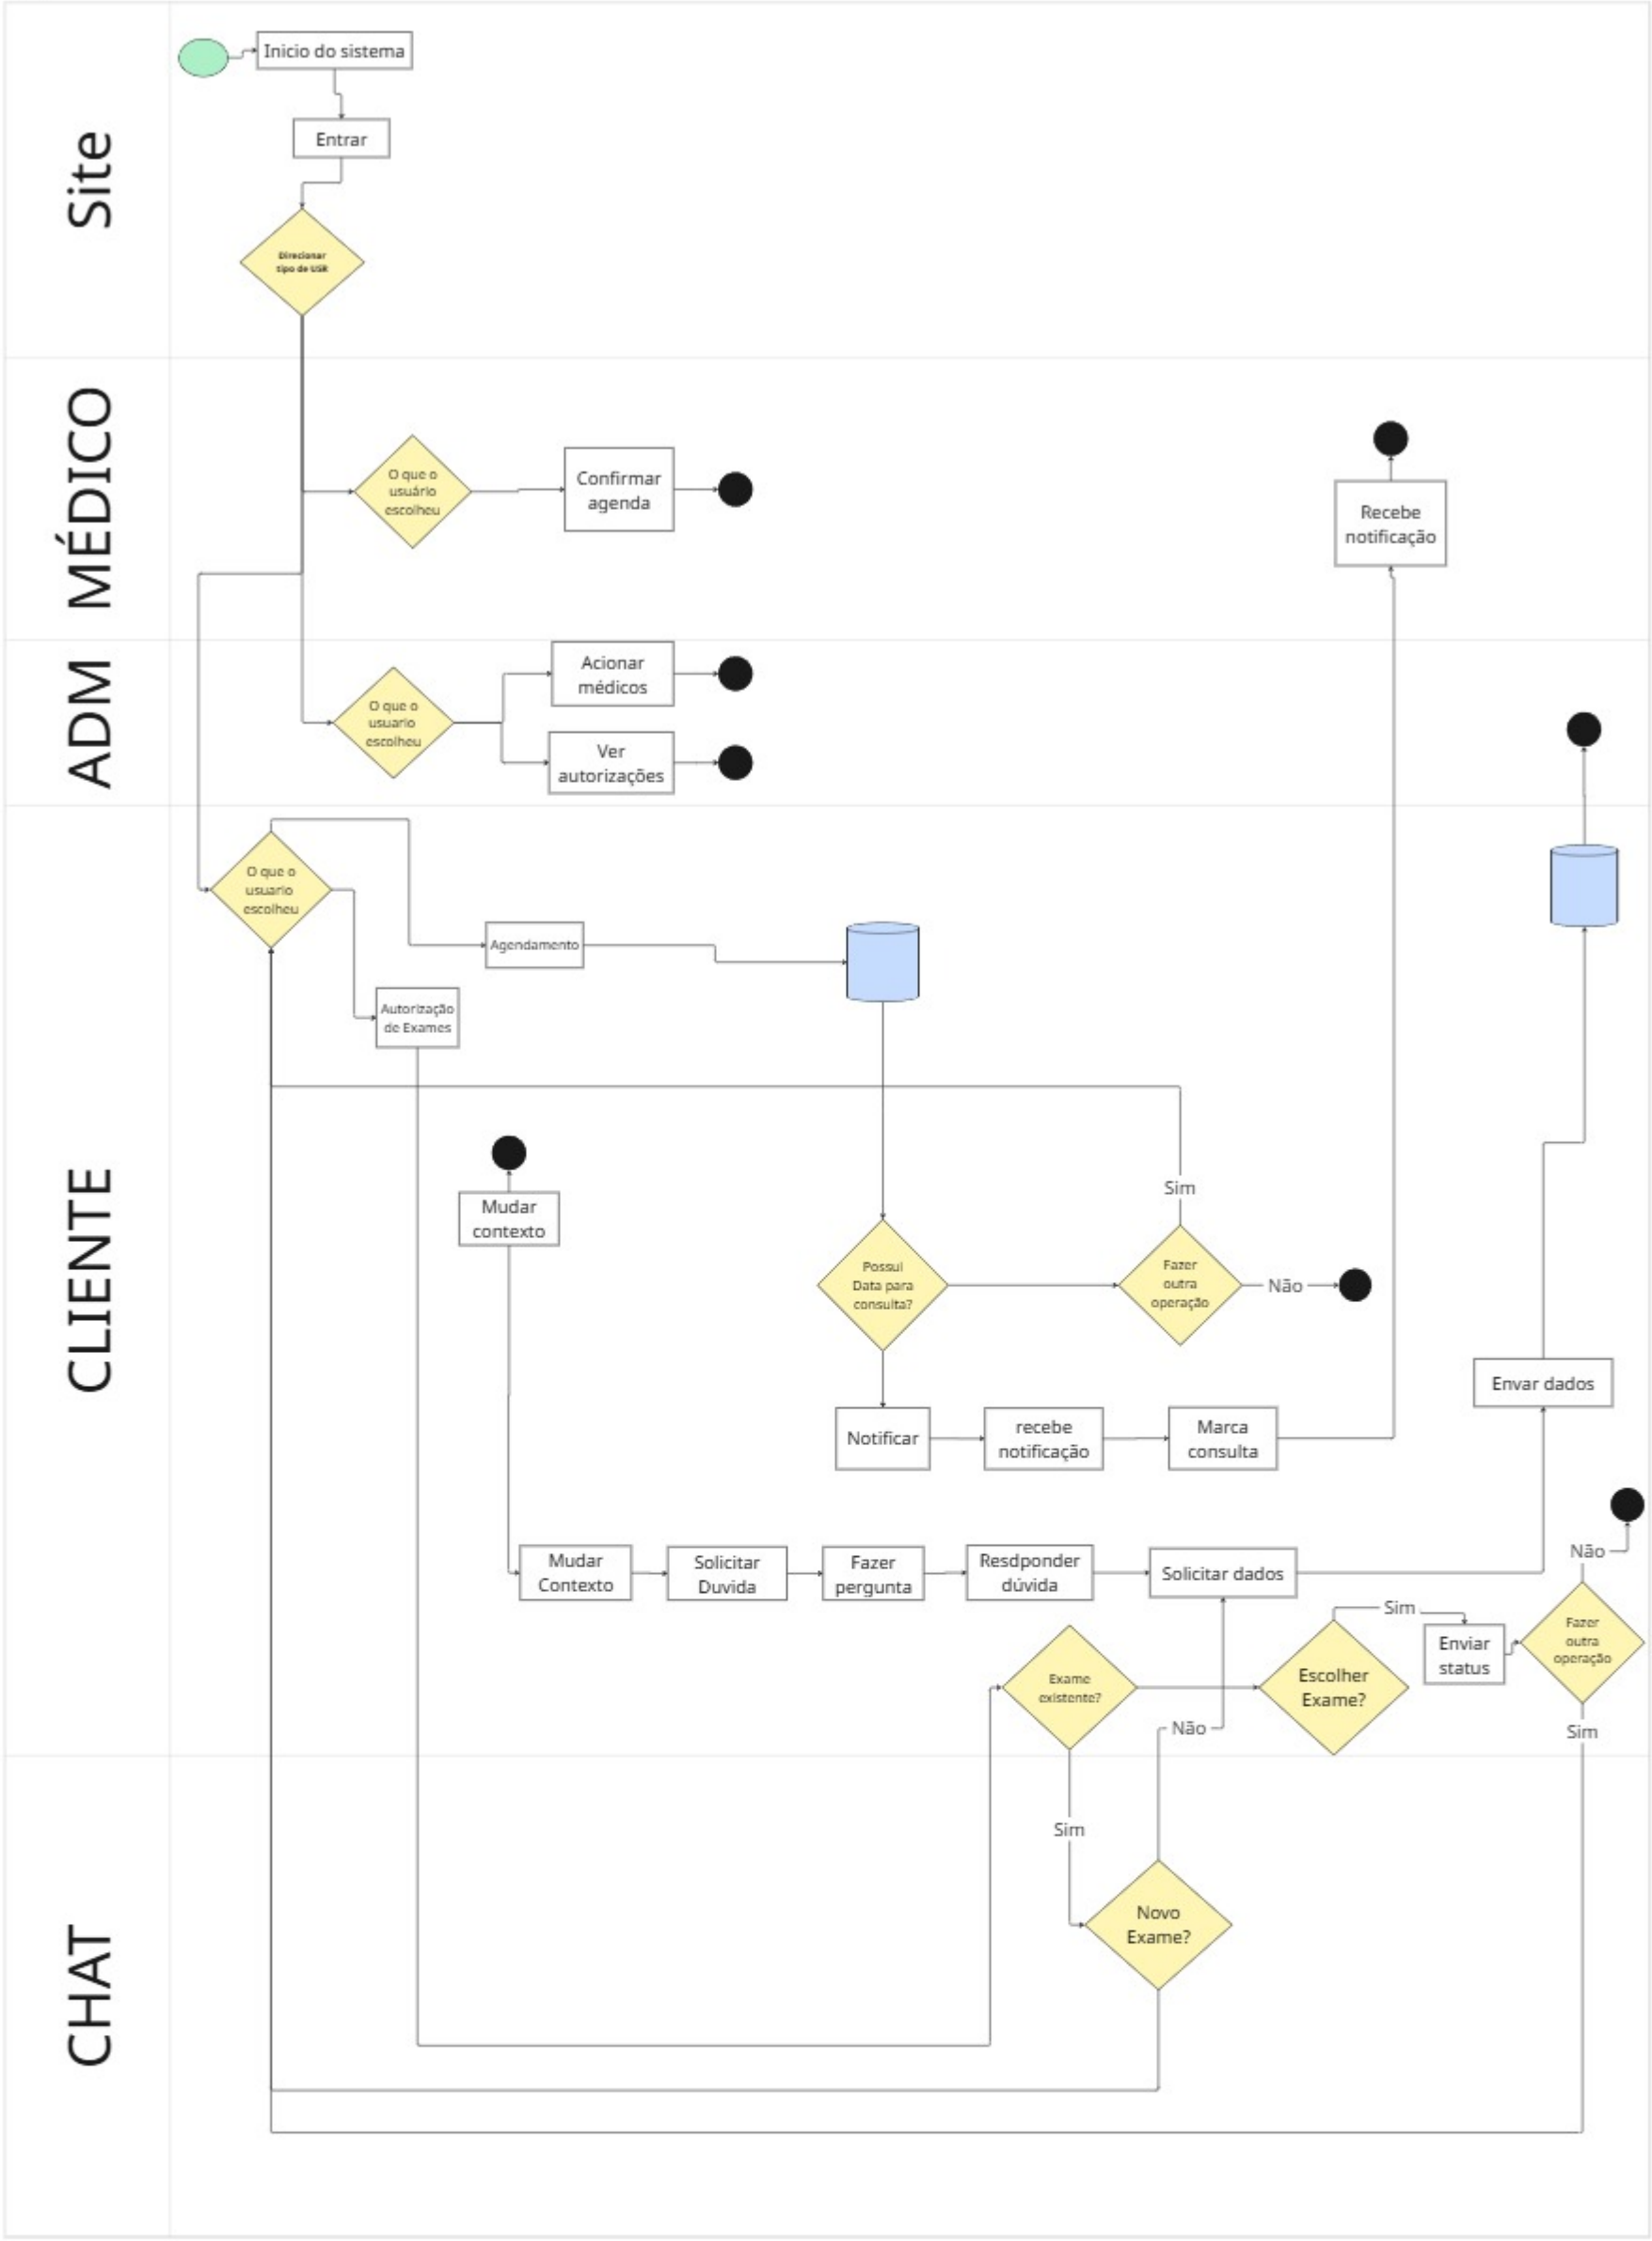 Site
Inicio do sistema
Entrar
Direcionar
tipo de USR
MÉDICO
O que o
usuário
escolheu
Confirmar
agenda
Recebe
notificação
ADM
O que o
usuario
escolheu
Acionar
médicos
Ver
autorizações
CLIENTE
O que o
usuario
escolheu
Agendamento
Autorização
de Exames
Mudar
contexto
Sim
Possui
Data para
consulta?
Fazer
outra
operação
Não
Envar dados
Notificar
recebe
notificação
Marca
consulta
Mudar
Contexto
Solicitar
Duvida
Fazer
pergunta
Resdponder
dúvida
Solicitar dados
Não
Sim
Exame
existente?
Escolher
Exame?
Enviar
status
Fazer
outra
operação
Não
Sim
CHAT
Sim
Novo
Exame?